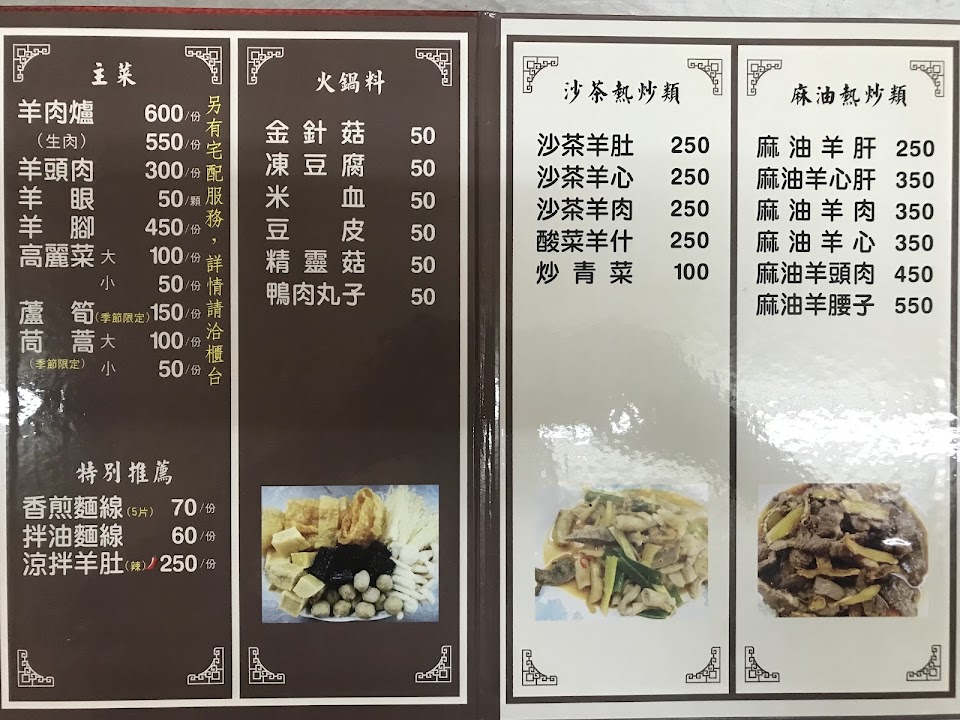 主菜
羊肉爐 600/份
(生肉) 550/份
羊頭肉 300/份
羊眼 50/顆
羊腳 450/份
高麗菜 大 100/份
小 50/份
蘆筍(季節限定)150/份
茼蒿 大 100/份
(季節限定) 小 50/份
另有宅配服務，詳情請洽櫃台
特別推薦
香煎麵線(5片) 70/份
拌油麵線 60/份
涼拌羊肚(辣) 250/份
火鍋料
金針菇 50
凍豆腐 50
米血 50
豆皮 50
精靈菇 50
鴨肉丸子 50
沙茶熱炒類
沙茶羊肚 250
沙茶羊心 250
沙茶羊肉 250
酸菜羊什 250
炒青菜 100
麻油熱炒類
麻油羊肝 250
麻油羊心肝 350
麻油羊肉 350
麻油羊心 350
麻油羊頭肉 450
麻油羊腰子 550